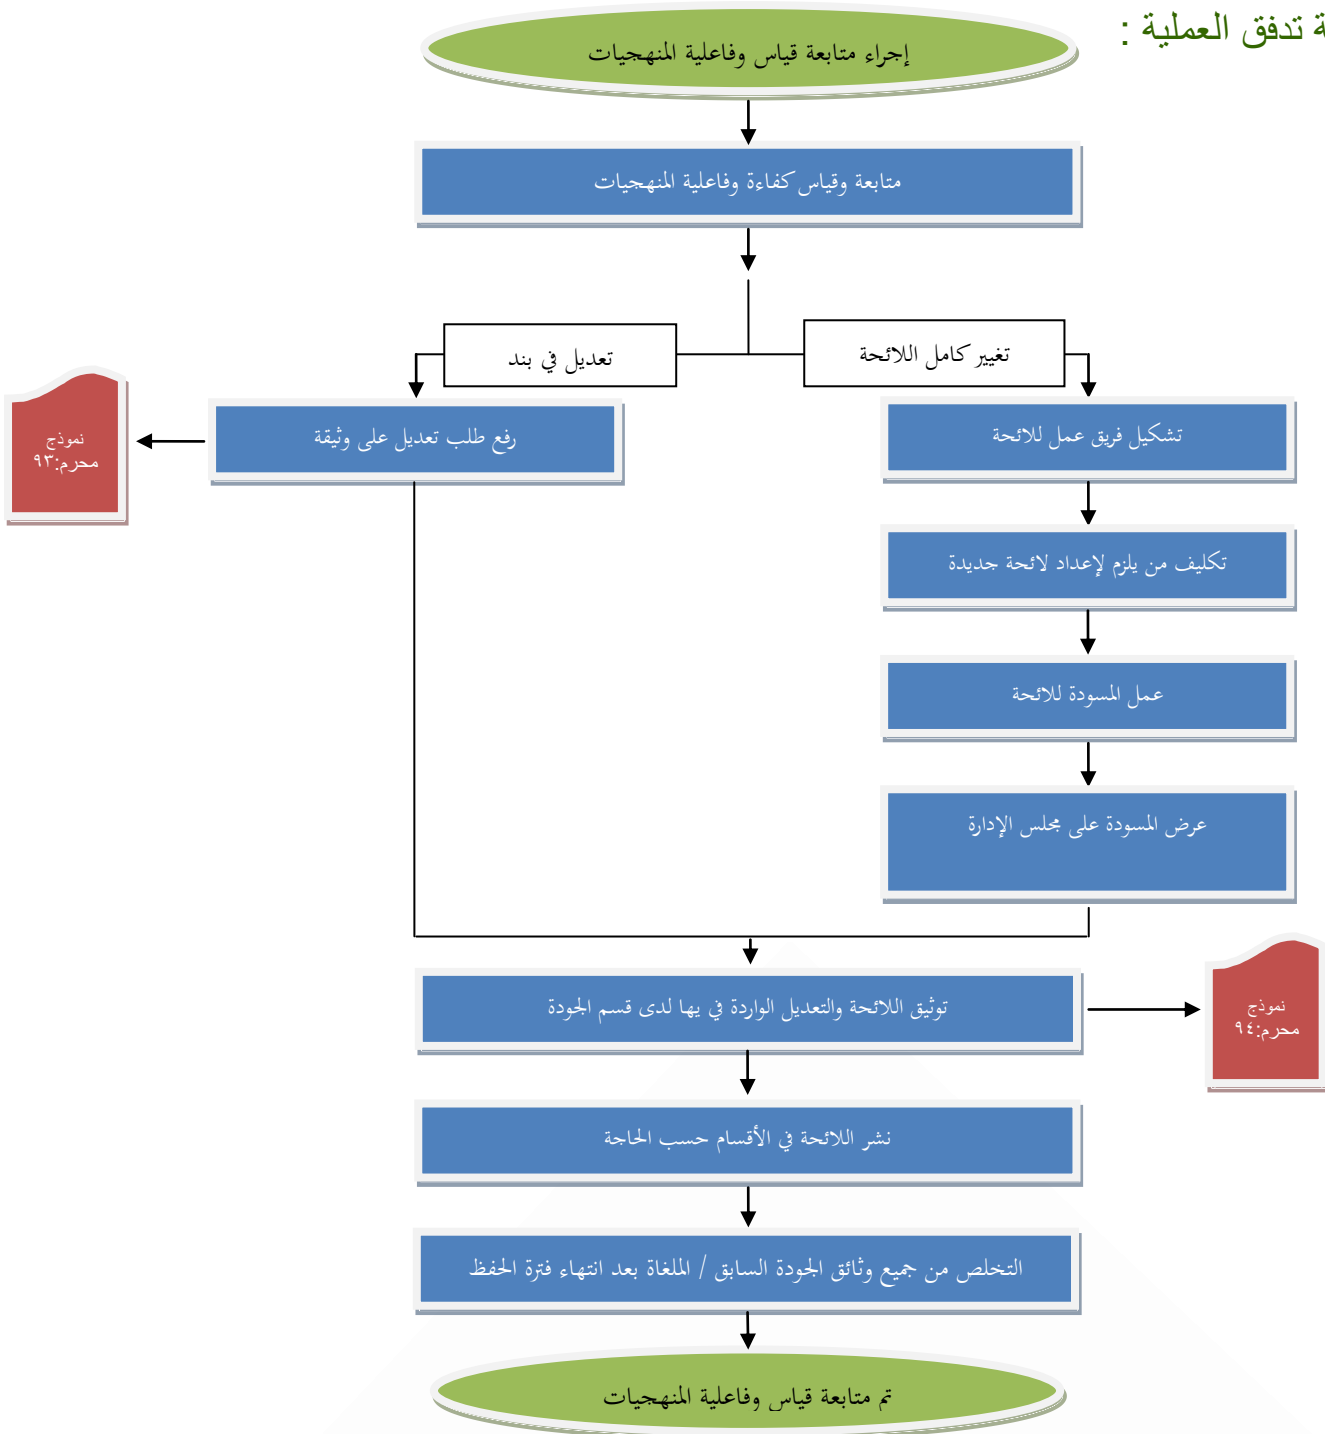 ة تدفق العملية :
إجراء متابعة قياس وفاعلية المنهجيات
متابعة وقياس كفاءة وفاعلية المنهجيات
تغيير كامل اللائحة
تعديل في بند
تشكيل فريق عمل للائحة
رفع طلب تعديل على وثيقة
نموذج
محرم:٩٣
تكليف من يلزم لإعداد لائحة جديدة
عمل المسودة للائحة
عرض المسودة على مجلس الإدارة
توثيق اللائحة والتعديل الواردة في يها لدى قسم الجودة
نموذج
محرم:٩٤
نشر اللائحة في الأقسام حسب الحاجة
التخلص من جميع وثائق الجودة السابق / الملغاة بعد انتهاء فترة الحفظ
تم متابعة قياس وفاعلية المنهجيات